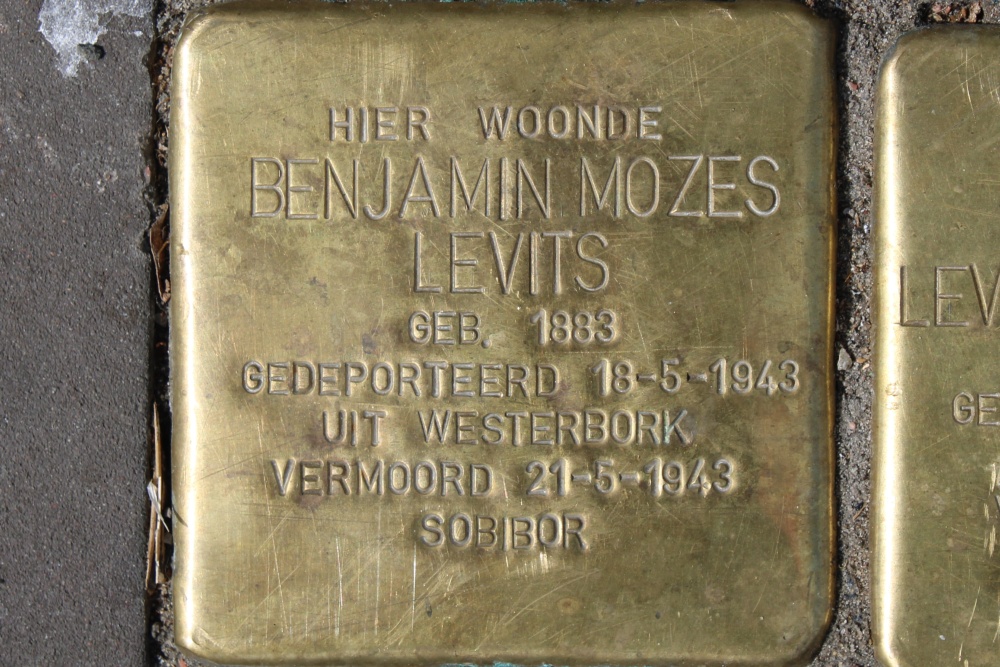 HIER WOONDE
BENJAMIN MOZES
LEVITS
GEB. 1883
GEDEPORTEERD 18-5-1943
UIT WESTERBORK
VERMOORD 21-5-1943
SOBIBOR